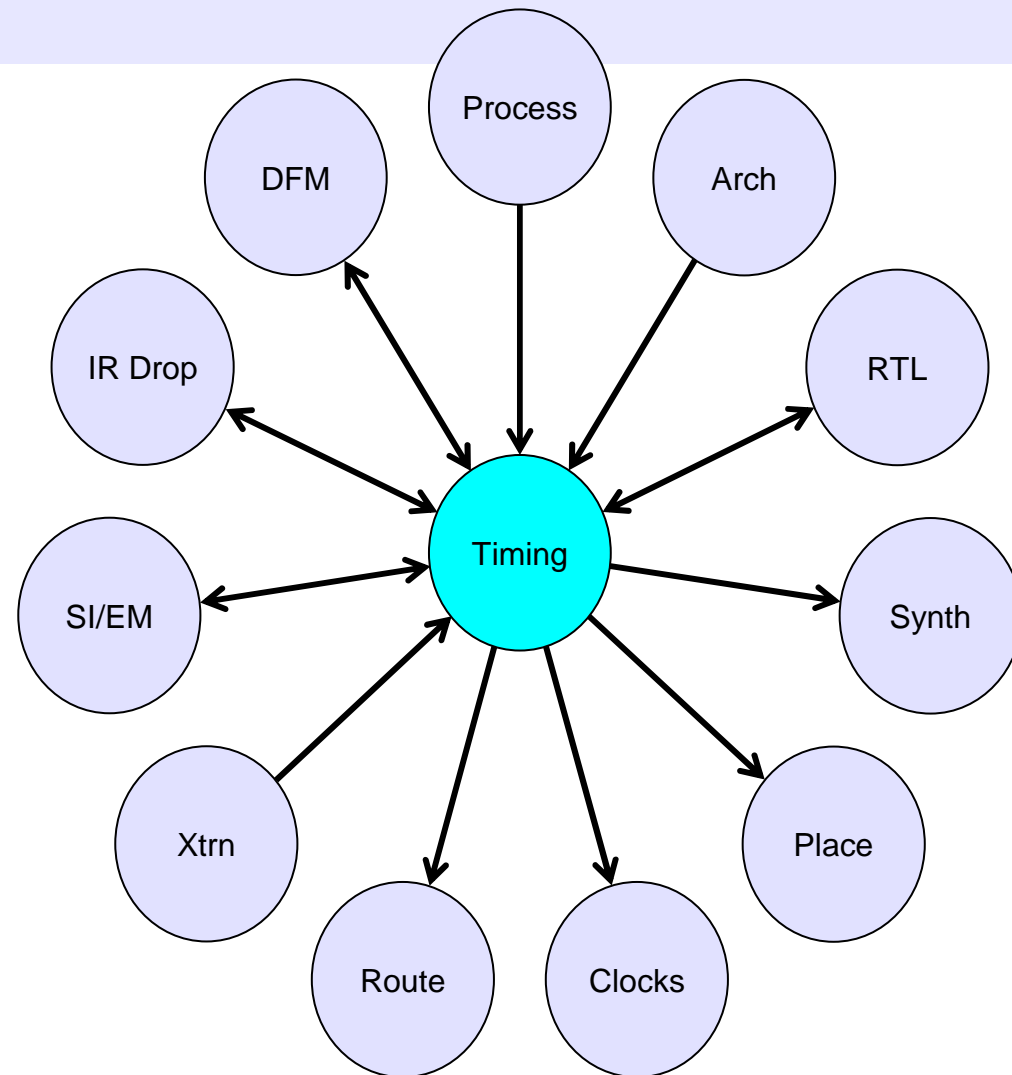 Process
DFM
Arch
IR Drop
RTL
Timing
SI/EM
Synth
Xtrn
Place
Route
Clocks